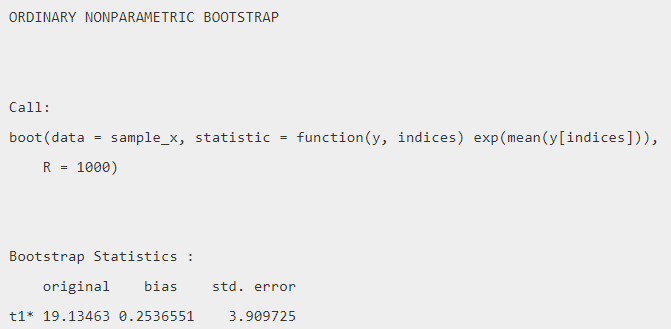 ORDINARY NONPARAMETRIC BOOTSTRAP
Call:
boot(data = sample_x, statistic = function(y, indices) exp(mean(y[indices])),
    R = 1000)
Bootstrap Statistics :
    original    bias    std. error
t1* 19.13463 0.2536551    3.909725